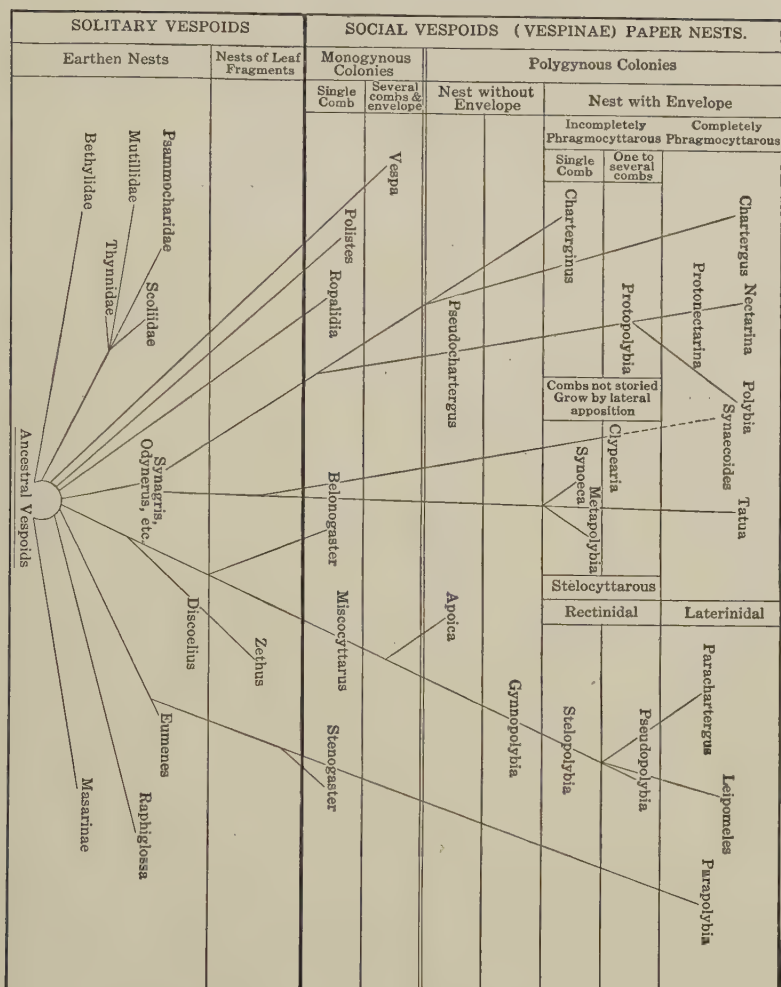 SOLITARY VESPOIDS
SOCIAL VESPOIDS (VESPINAE) PAPER NESTS.
Earthen Nests
Nests of Leaf
Fragments
Monogynous
Colonies
Polygynous Colonies
Single
Comb
Several
combs &
envelope
Nest without
Envelope
Nest with Envelope
Incompletely
Phragmocyttarous
Completely
Phragmocyttarous
Single
Comb
One to
several
combs
Psammocharidae
Mutillidae
Bethylidae
Scoliidae
Thynnidae
Vespa
Polistes
Ropalidia
Charterginus
Chartergus
Nectarina
Protonectarina
Protopolybia
Pseudochartergus
Combs not storied
Grow by lateral
apposition
Polybia
Synaecoides
Clypearia
Synoeca
Metapolybia
Tatua
Ancestral Vespoids
Synagris,
Odynerus, etc.
Belonogaster
Stelocyttarous
Rectinidal
Laterinidal
Discoelius
Zethus
Miscocyttarus
Apoica
Gynnopolybia
Stelopolybia
Pseudopolybia
Parachartergus
Leipomeles
Eumenes
Stenogaster
Raphiglossa
Masarinae
Parapolybia